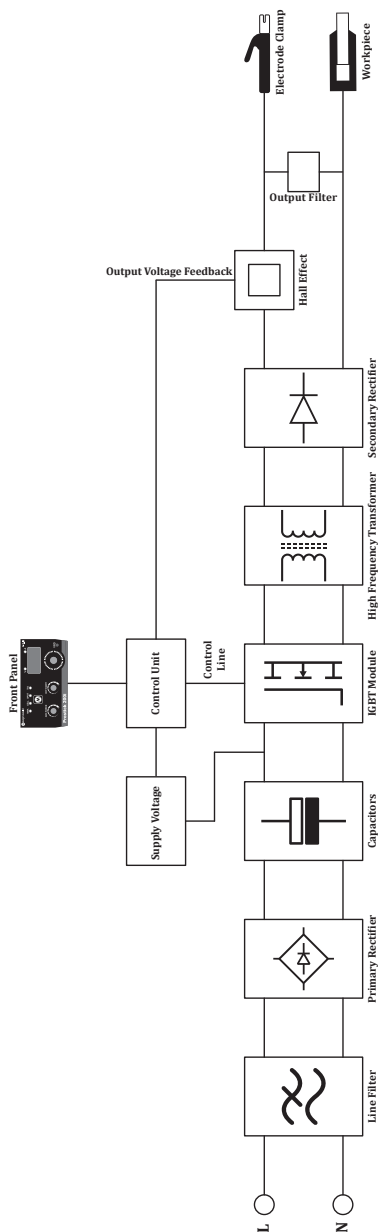 Front Panel
Supply Voltage
Control Unit
Control
Line
Output Voltage Feedback
L
N
Line Filter
Primary Rectifier
Capacitors
IGBT Module
High Frequency Transformer
Secondary Rectifier
Hall Effect
Output Filter
Electrode Clamp
Workpiece